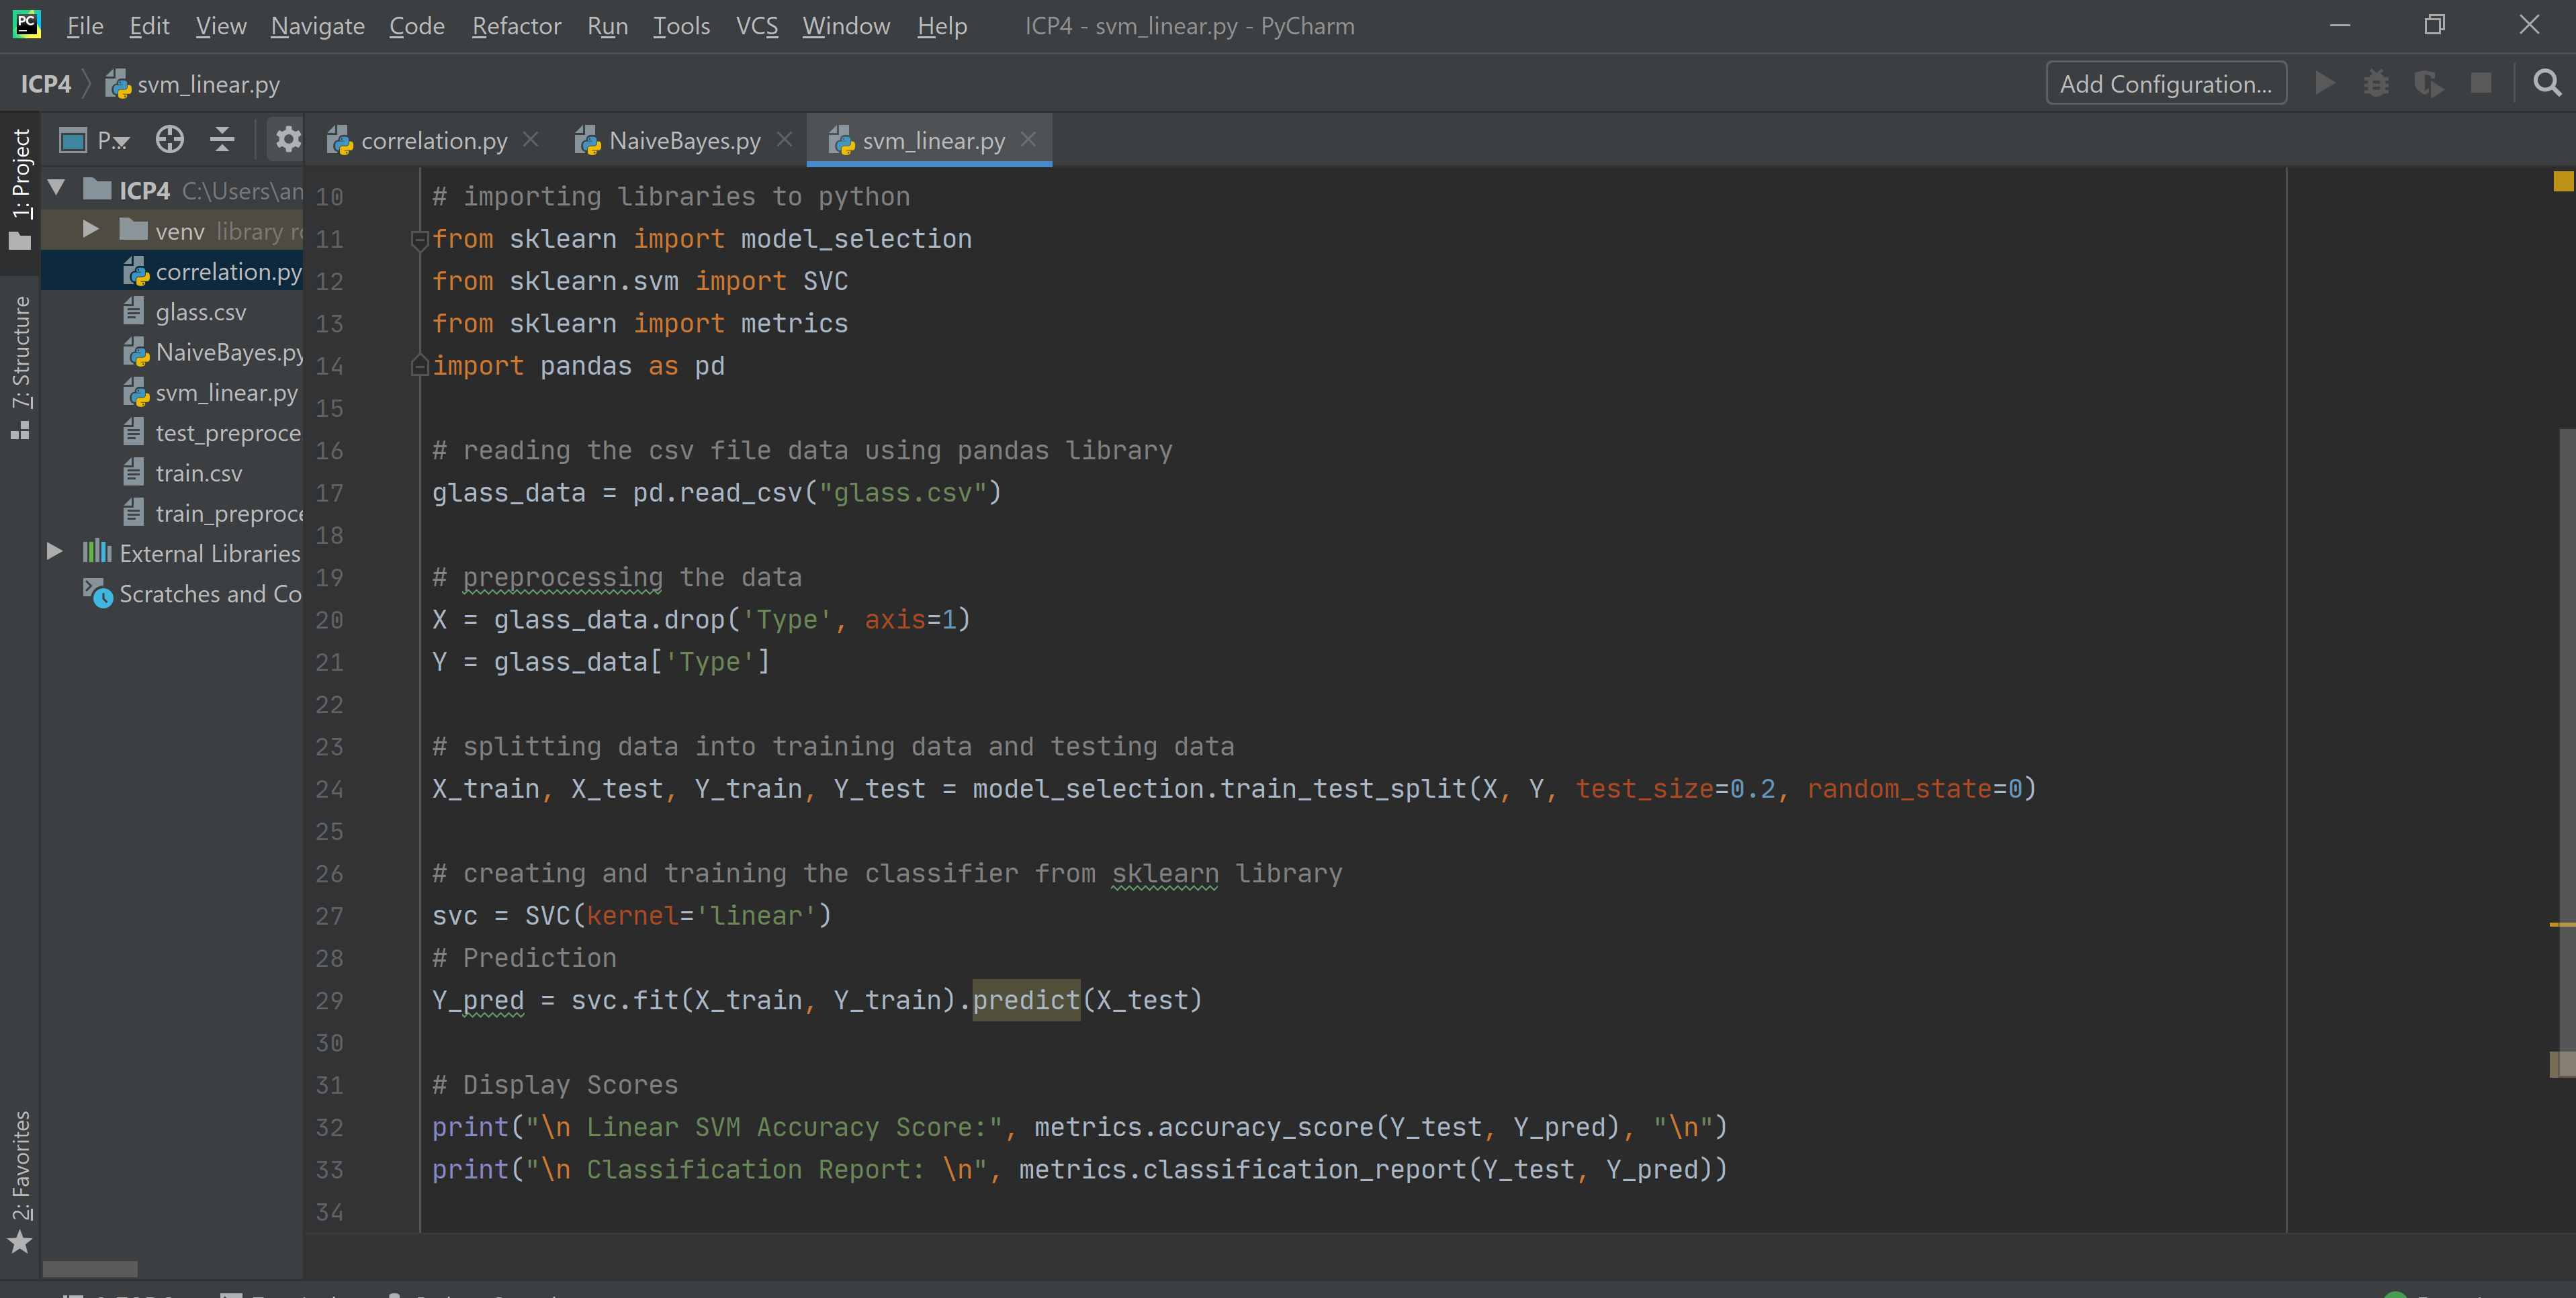 PC File Edit View Navigate Code Refactor Run Tools VCS Window Help ICP4 - svm_linear.py - PyCharm
ICP4 svm_linear.py Add Configuration...
P... correlation.py NaiveBayes.py svm_linear.py
1: Project
7: Structure
2: Favorites
ICP4 C:\Users\an
venv library
correlation.py
glass.csv
NaiveBayes.py
svm_linear.py
test_preproce
train.csv
train_preproce
External Libraries
Scratches and Co
10 # importing libraries to python
11 from sklearn import model_selection
12 from sklearn.svm import SVC
13 from sklearn import metrics
14 import pandas as pd
15
16 # reading the csv file data using pandas library
17 glass_data = pd.read_csv("glass.csv")
18
19 # preprocessing the data
20 X = glass_data.drop('Type', axis=1)
21 Y = glass_data['Type']
22
23 # splitting data into training data and testing data
24 X_train, X_test, Y_train, Y_test = model_selection.train_test_split(X, Y, test_size=0.2, random_state=0)
25
26 # creating and training the classifier from sklearn library
27 svc = SVC(kernel='linear')
28 # Prediction
29 Y_pred = svc.fit(X_train, Y_train).predict(X_test)
30
31 # Display Scores
32 print("\n Linear SVM Accuracy Score:", metrics.accuracy_score(Y_test, Y_pred), "\n")
33 print("\n Classification Report: \n", metrics.classification_report(Y_test, Y_pred))
34